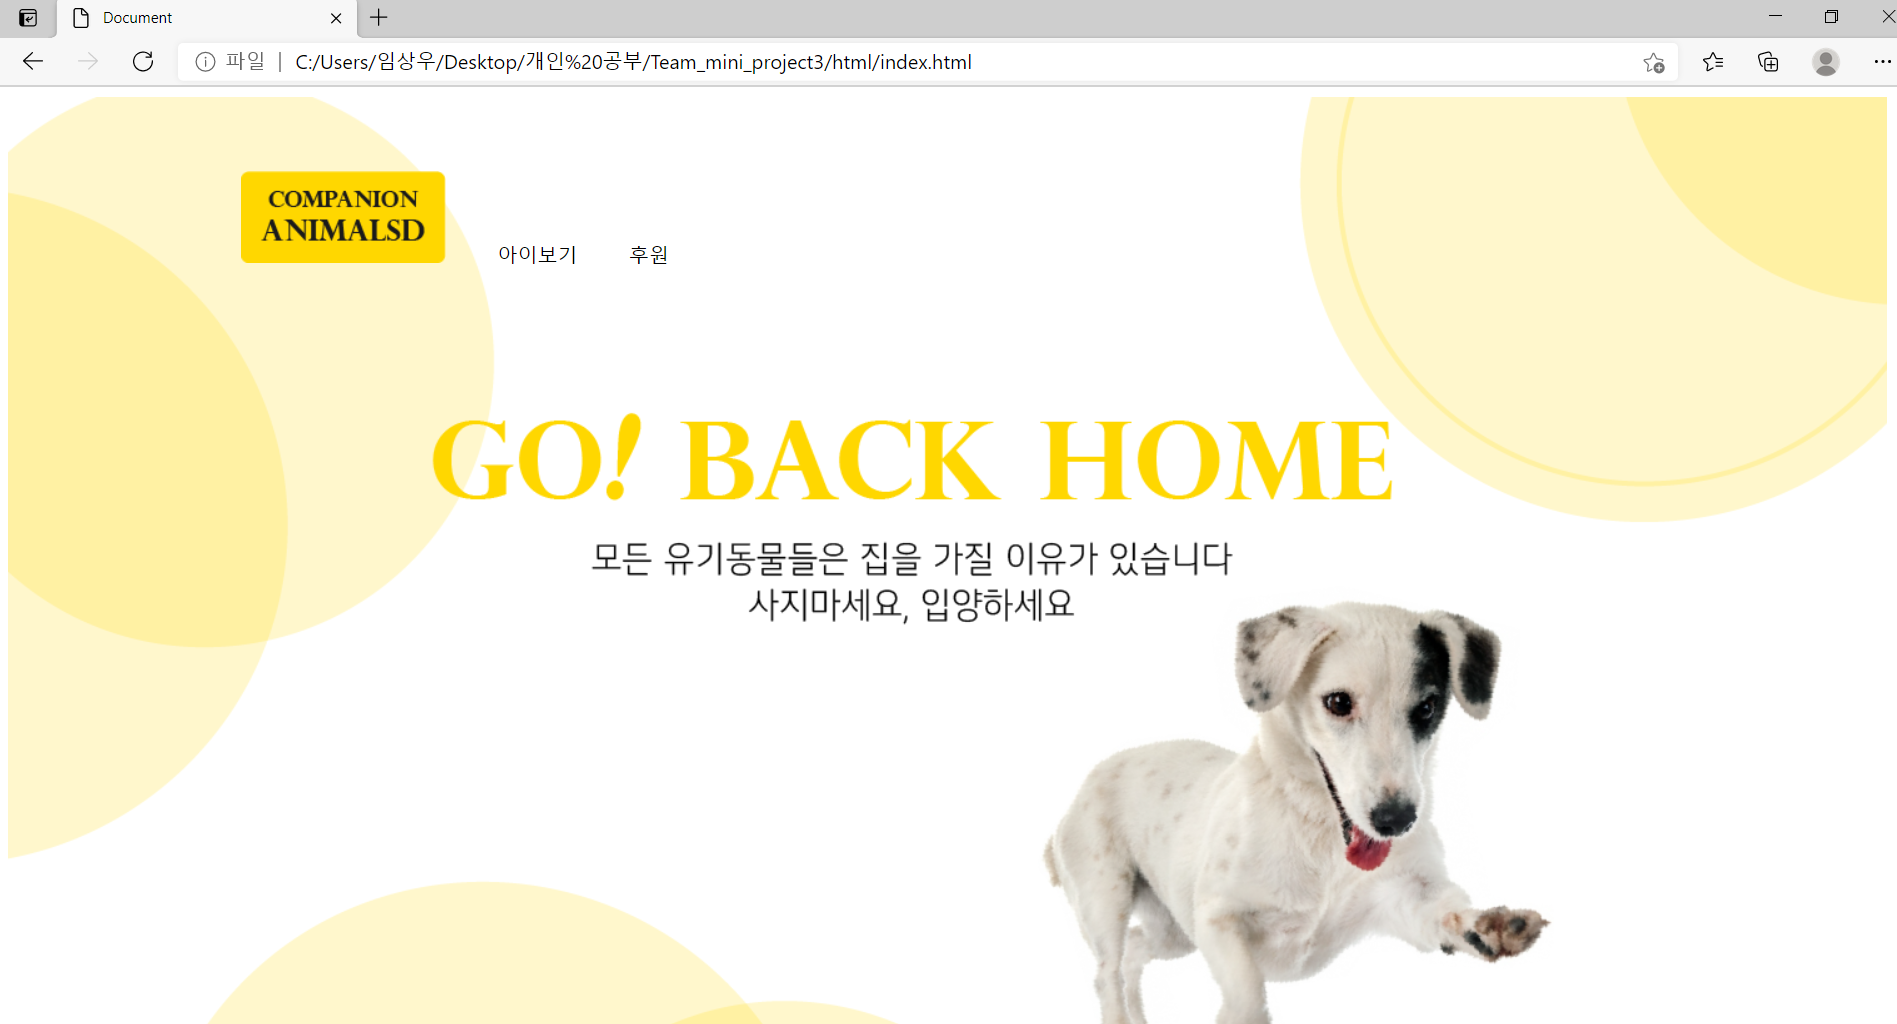 Document
파일 | C:/Users/임상우/Desktop/개인%20공부/Team_mini_project3/html/index.html
COMPANION
ANIMALSD
아이보기 후원
GO! BACK HOME
모든 유기동물들은 집을 가질 이유가 있습니다
사지마세요, 입양하세요